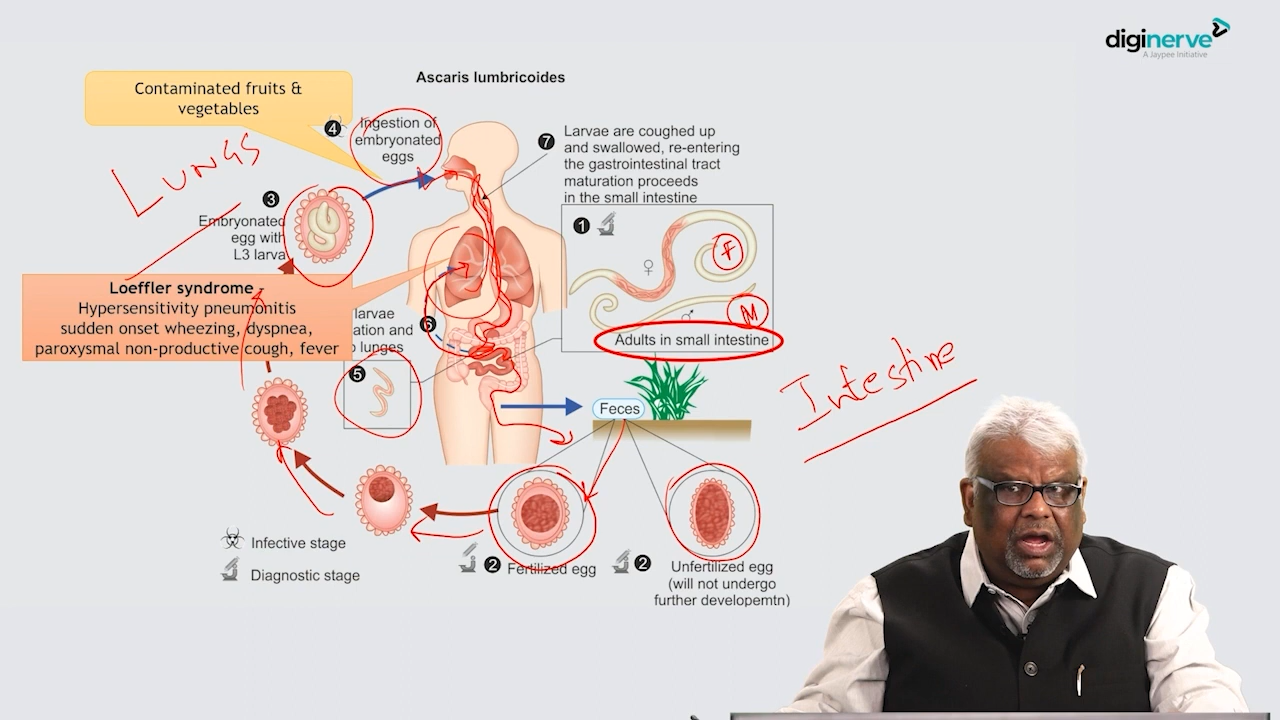 diginerve
A Jaypee Initiative
Ascaris lumbricoides
Contaminated fruits &
vegetables
4
Ingestion of
embryonated
eggs
7
Larvae are coughed up
and swallowed, re-entering
the gastrointestinal tract
maturation proceeds
in the small intestine
LUNGS
3
Embryonated
egg with
L3 larva
1
♀
F
♂
M
Adults in small intestine
Loeffler syndrome -
Hypersensitivity pneumonitis
sudden onset wheezing, dyspnea,
paroxysmal non-productive cough, fever
larvae
ation and
lunges
6
5
Intestine
Feces
2 Fertilized egg
2 Unfertilized egg
(will not undergo
further developemtn)
Infective stage
Diagnostic stage